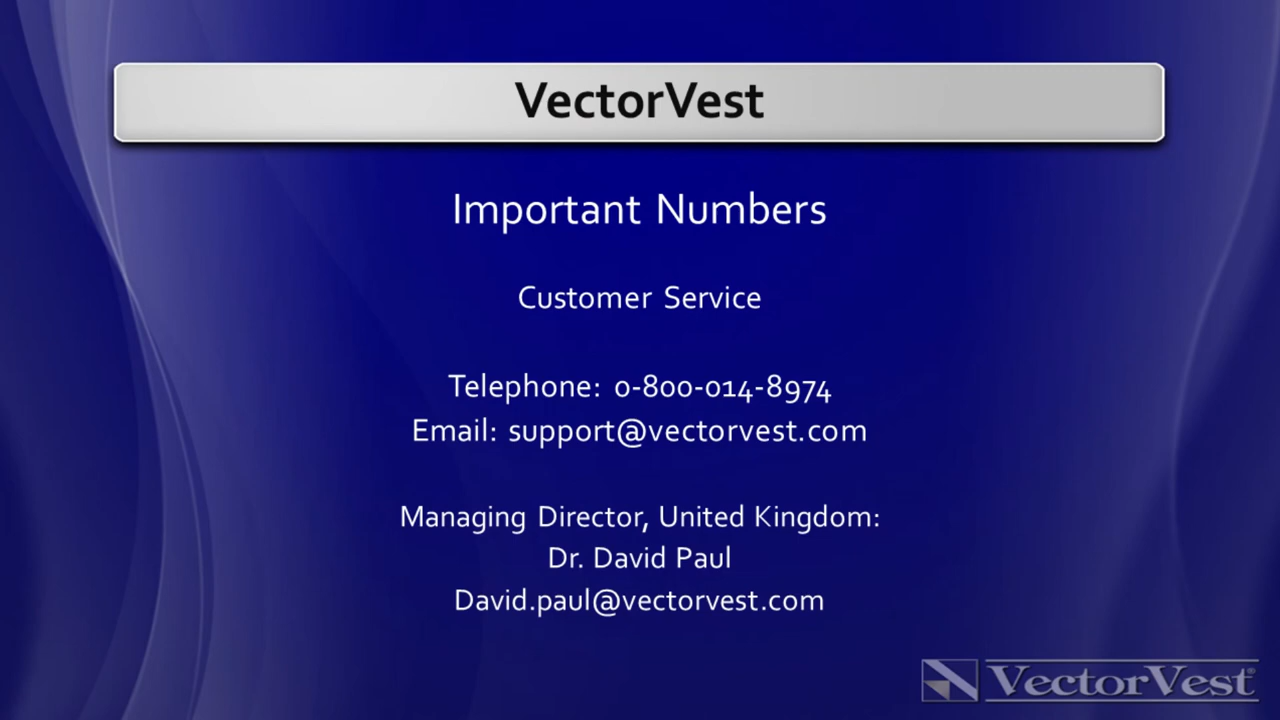 VectorVest
Important Numbers
Customer Service
Telephone: 0-800-014-8974
Email: support@vectorvest.com
Managing Director, United Kingdom:
Dr. David Paul
David.paul@vectorvest.com
VectorVest®